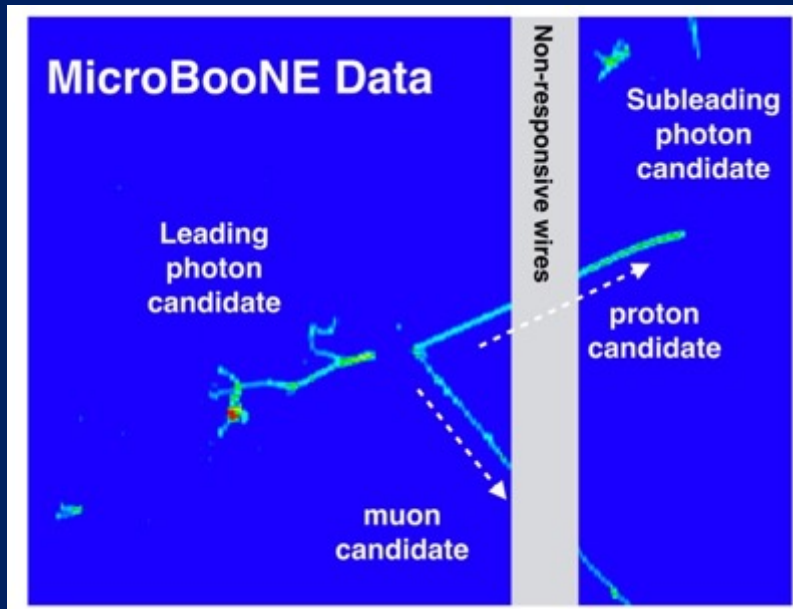 MicroBooNE Data
Non-responsive wires
Subleading
photon
candidate
Leading
photon
candidate
proton
candidate
muon
candidate